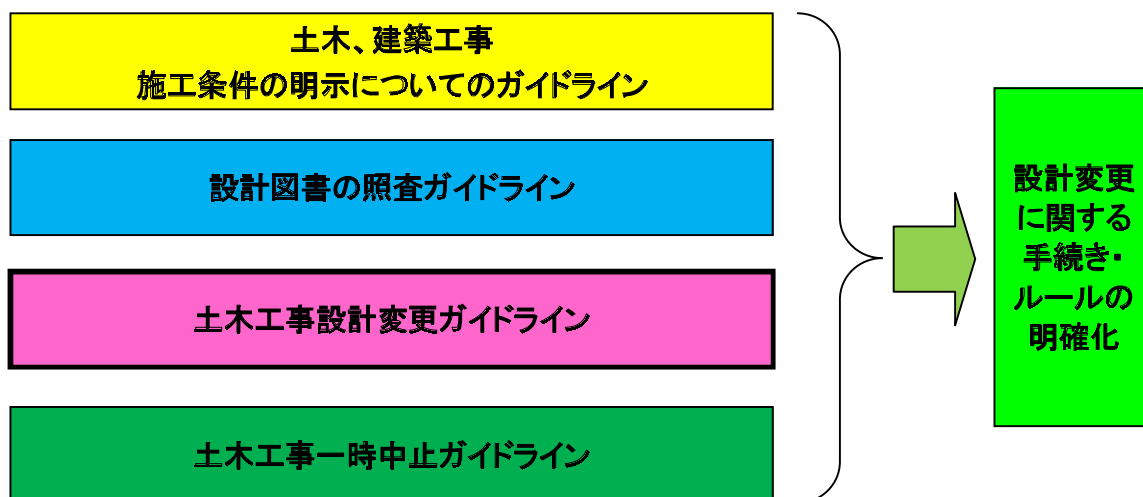 土木、建築工事
施工条件の明示についてのガイドライン
設計図書の照査ガイドライン
土木工事設計変更ガイドライン
土木工事一時中止ガイドライン
設計変更
に関する
手続き・
ルールの
明確化